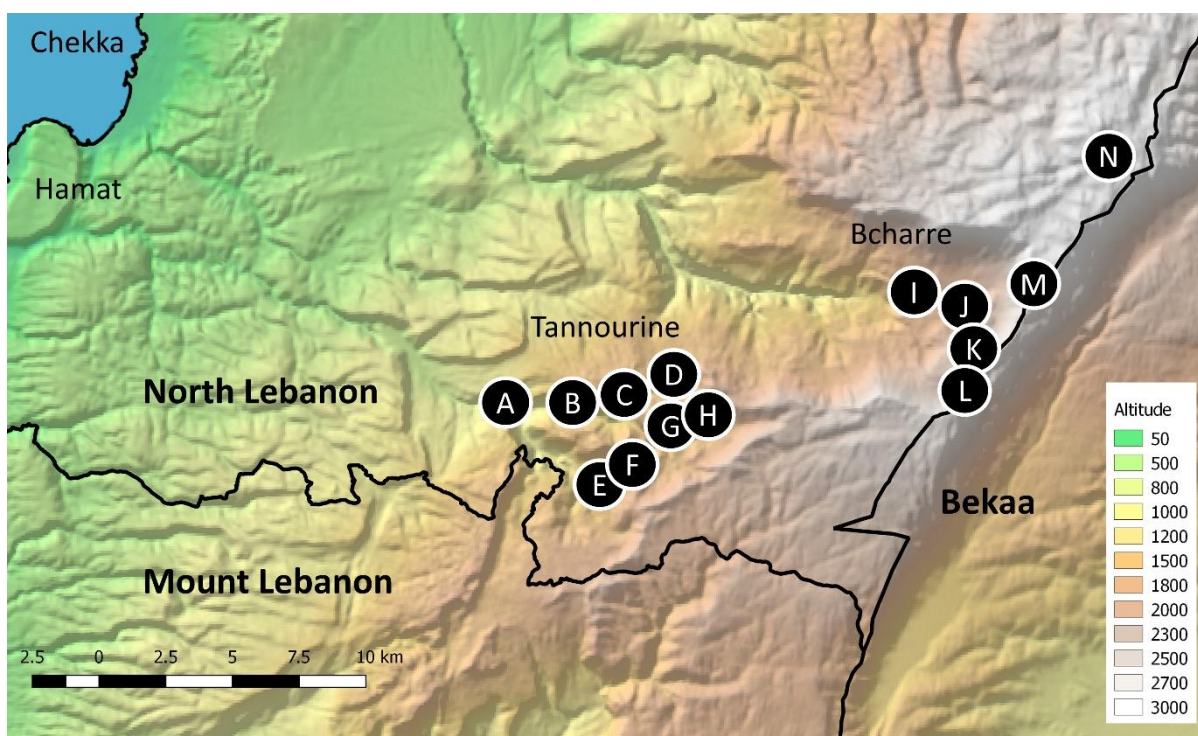 Chekka
Hamat
N
Bcharre
I
M
J
Tannourine
K
D
L
North Lebanon
A
B
C
H
G
F
E
Bekaa
Mount Lebanon
2.5 0 2.5 5 7.5 10 km
Altitude
50
500
800
1000
1200
1500
1800
2000
2300
2500
2700
3000